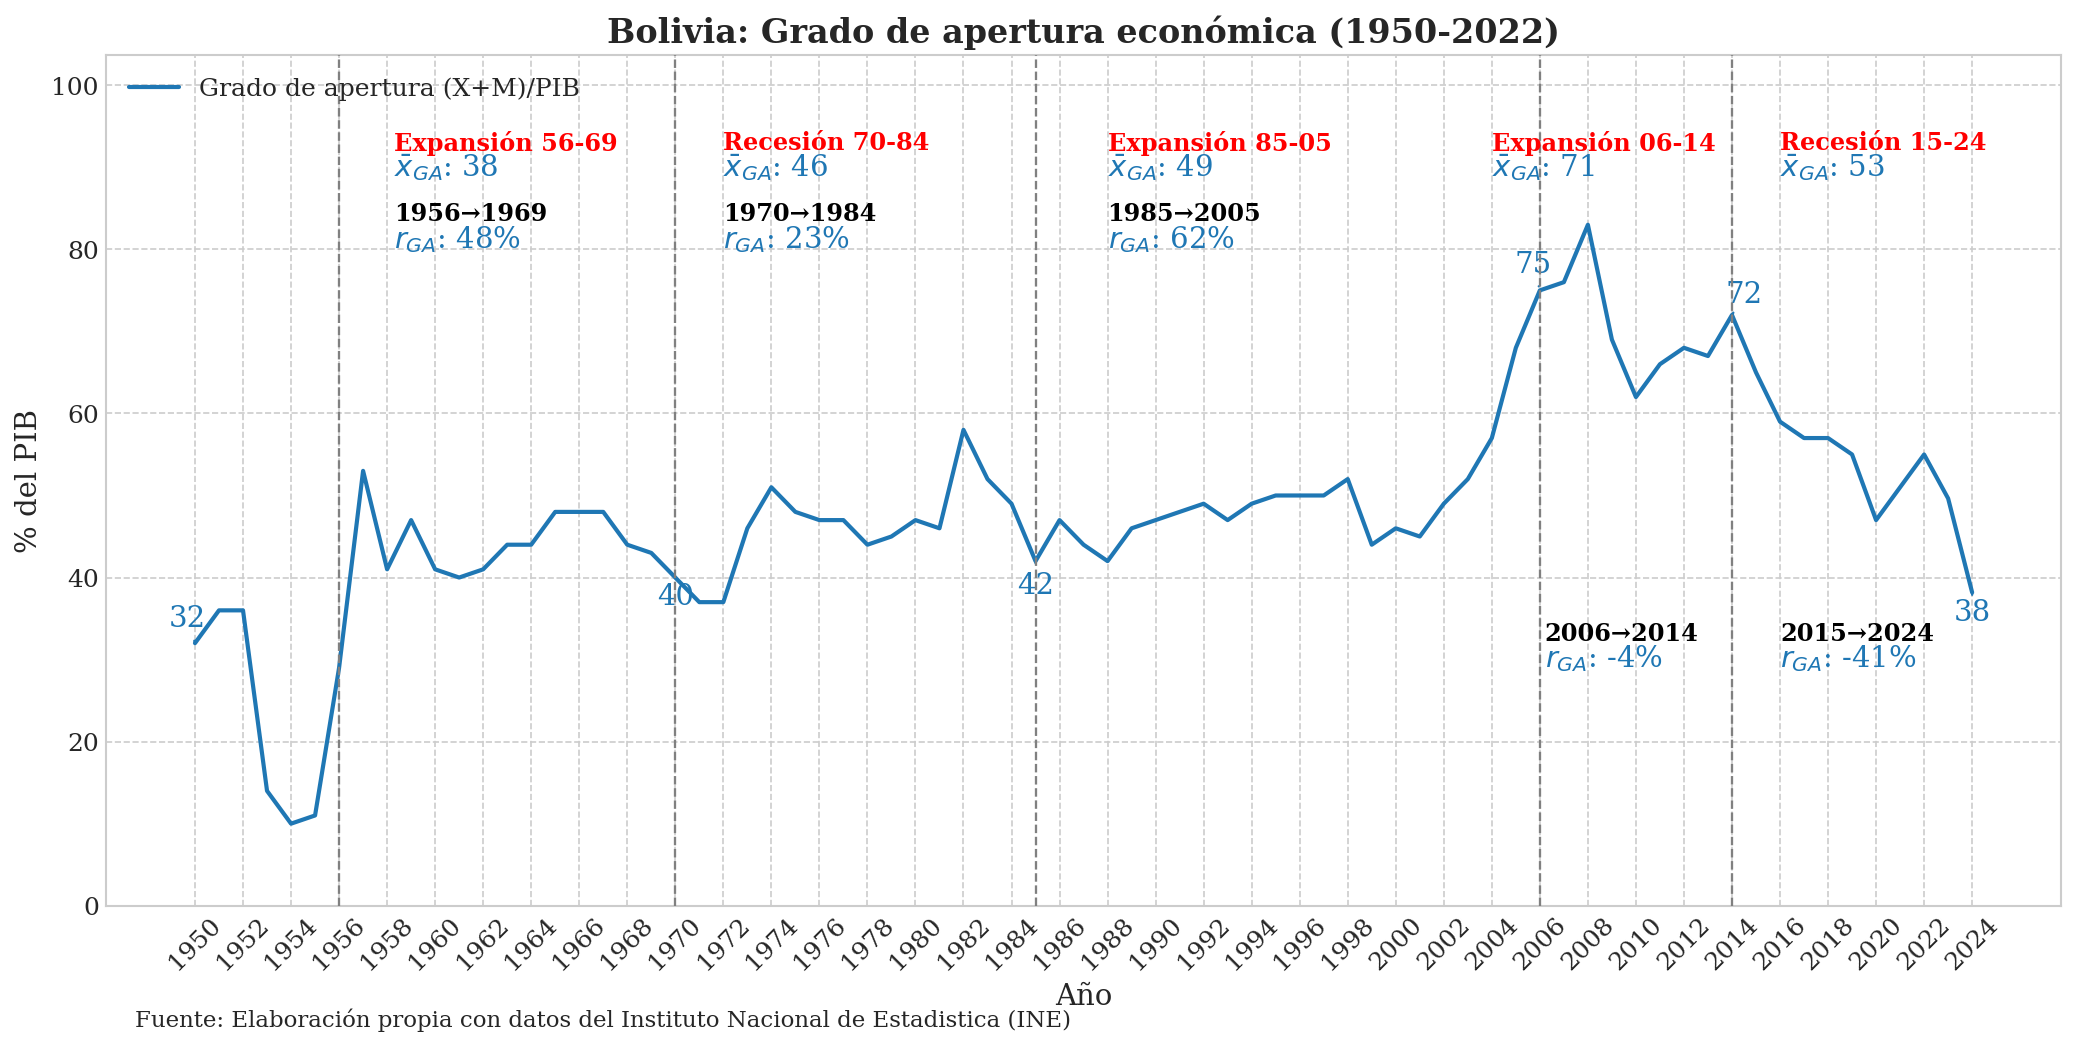 Bolivia: Grado de apertura económica (1950-2022)
Grado de apertura (X+M)/PIB
Expansión 56-69
x̄GA: 38
1956→1969
rGA: 48%
Recesión 70-84
x̄GA: 46
1970→1984
rGA: 23%
Expansión 85-05
x̄GA: 49
1985→2005
rGA: 62%
Expansión 06-14
x̄GA: 71
Recesión 15-24
x̄GA: 53
75
72
32
40
42
38
2006→2014
rGA: -4%
2015→2024
rGA: -41%
% del PIB
100
80
60
40
20
0
1950
1952
1954
1956
1958
1960
1962
1964
1966
1968
1970
1972
1974
1976
1978
1980
1982
1984
1986
1988
1990
1992
1994
1996
1998
2000
2002
2004
2006
2008
2010
2012
2014
2016
2018
2020
2022
2024
Año
Fuente: Elaboración propia con datos del Instituto Nacional de Estadistica (INE)